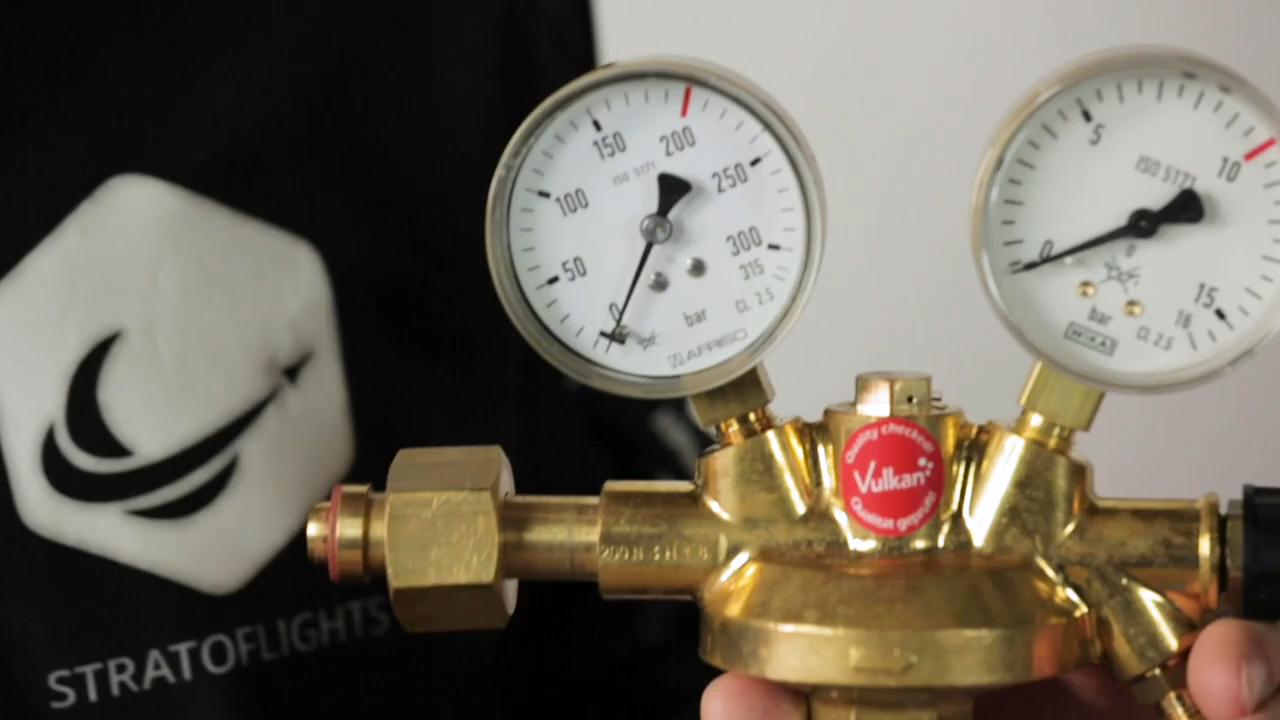 STRATOFLIGHTS
0
50
100
150
200
250
300
315
ISO 5171
bar
Cl. 2.5
AFRISO
0
5
10
15
16
ISO 5171
bar
Cl. 2.5
WIKA
Quality checked!
Vulkan
Qualität geprüft!